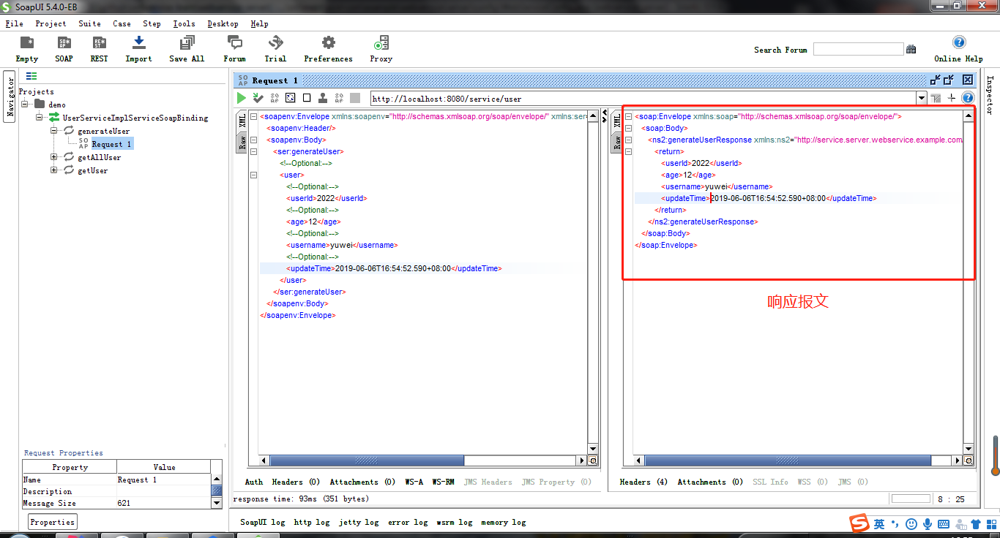 SoapUI 5.4.0-EB
File Project Suite Case Step Tools Desktop Help
Empty SOAP REST Import Save All Forum Trial Preferences Proxy
Search Forum
Online Help
Navigator
Projects
demo
UserServiceImplServiceSoapBinding
generateUser
SO AP Request 1
getAllUser
getUser
Request Properties
Property Value
Name Request 1
Description
Message Size 621
Properties
SO AP Request 1
http://localhost:8080/service/user
XML
Raw
<soapenv:Envelope xmlns:soapenv="http://schemas.xmlsoap.org/soap/envelope/" xmlns:ser=
<soapenv:Header/>
<soapenv:Body>
<ser:generateUser>
<!--Optional:-->
<user>
<!--Optional:-->
<userId>2022</userId>
<!--Optional:-->
<age>12</age>
<!--Optional:-->
<username>yuwei</username>
<!--Optional:-->
<updateTime>2019-06-06T16:54:52.590+08:00</updateTime>
</user>
</ser:generateUser>
</soapenv:Body>
</soapenv:Envelope>
XML
Raw
<soap:Envelope xmlns:soap="http://schemas.xmlsoap.org/soap/envelope/">
<soap:Body>
<ns2:generateUserResponse xmlns:ns2="http://service.server.webservice.example.com/
<return>
<userId>2022</userId>
<age>12</age>
<username>yuwei</username>
<updateTime>2019-06-06T16:54:52.590+08:00</updateTime>
</return>
</ns2:generateUserResponse>
</soap:Body>
</soap:Envelope>
响应报文
Auth Headers (0) Attachments (0) WS-A WS-RM JMS Headers JMS Property (0)
Headers (4) Attachments (0) SSL Info WSS (0) JMS (0)
response time: 93ms (351 bytes)
8 : 25
Inspector
SoapUI log http log jetty log error log wsrm log memory log
英